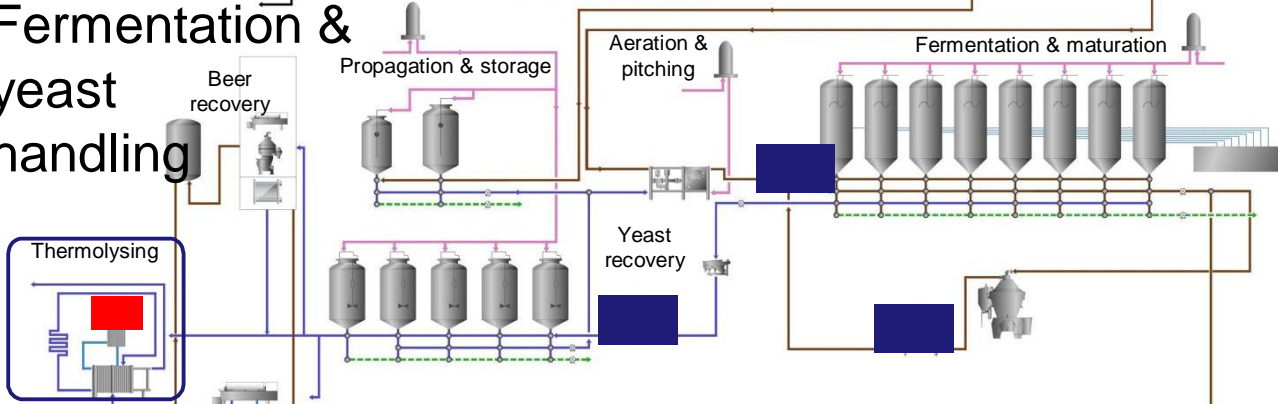 Fermentation &
yeast
handling
Beer
recovery
Propagation & storage
Aeration &
pitching
Fermentation & maturation
Thermolysing
Yeast
recovery